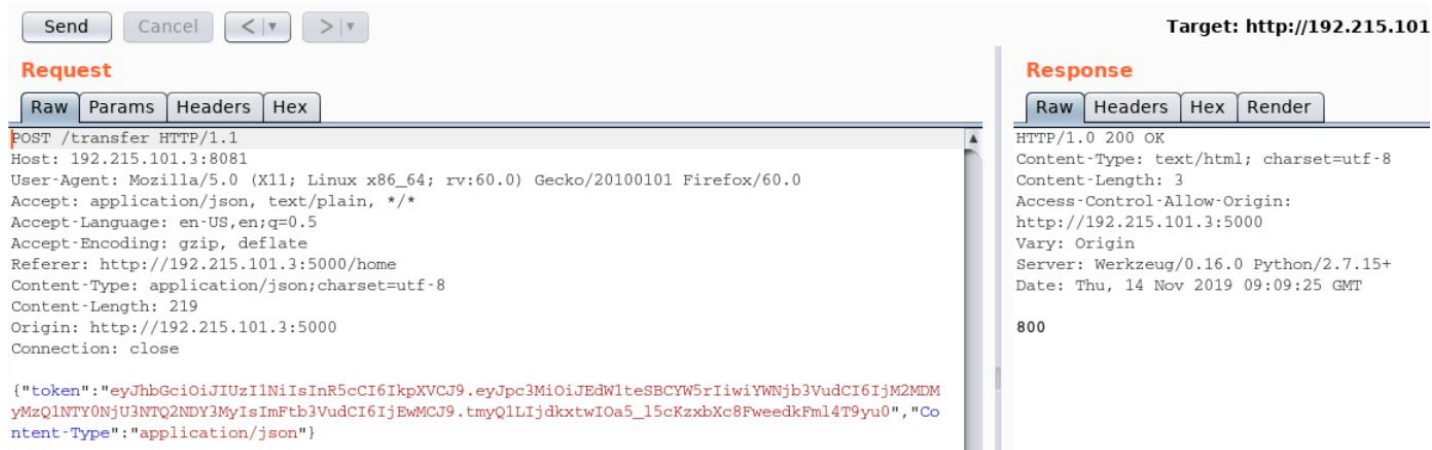 Send Cancel < >
Target: http://192.215.101
Request
Raw Params Headers Hex
POST /transfer HTTP/1.1
Host: 192.215.101.3:8081
User-Agent: Mozilla/5.0 (X11; Linux x86_64; rv:60.0) Gecko/20100101 Firefox/60.0
Accept: application/json, text/plain, */*
Accept-Language: en-US,en;q=0.5
Accept-Encoding: gzip, deflate
Referer: http://192.215.101.3:5000/home
Content-Type: application/json;charset=utf-8
Content-Length: 219
Origin: http://192.215.101.3:5000
Connection: close
{"token":"eyJhbGciOiJIUzI1NiIsInR5cCI6IkpXVCJ9.eyJpc3MiOiJEdW1teSBCYW5rIiwiYWNjb3VudCI6IjM2MDM
yMzQ1NTY0NjU3NTQ2NDY3MyIsImFtb3VudCI6IjEwMCJ9.tmyQ1LIjdkxtwIOa5_l5cKzxbXc8FweedkFml4T9yu0","Co
ntent-Type":"application/json"}
Response
Raw Headers Hex Render
HTTP/1.0 200 OK
Content-Type: text/html; charset=utf-8
Content-Length: 3
Access-Control-Allow-Origin:
http://192.215.101.3:5000
Vary: Origin
Server: Werkzeug/0.16.0 Python/2.7.15+
Date: Thu, 14 Nov 2019 09:09:25 GMT
800